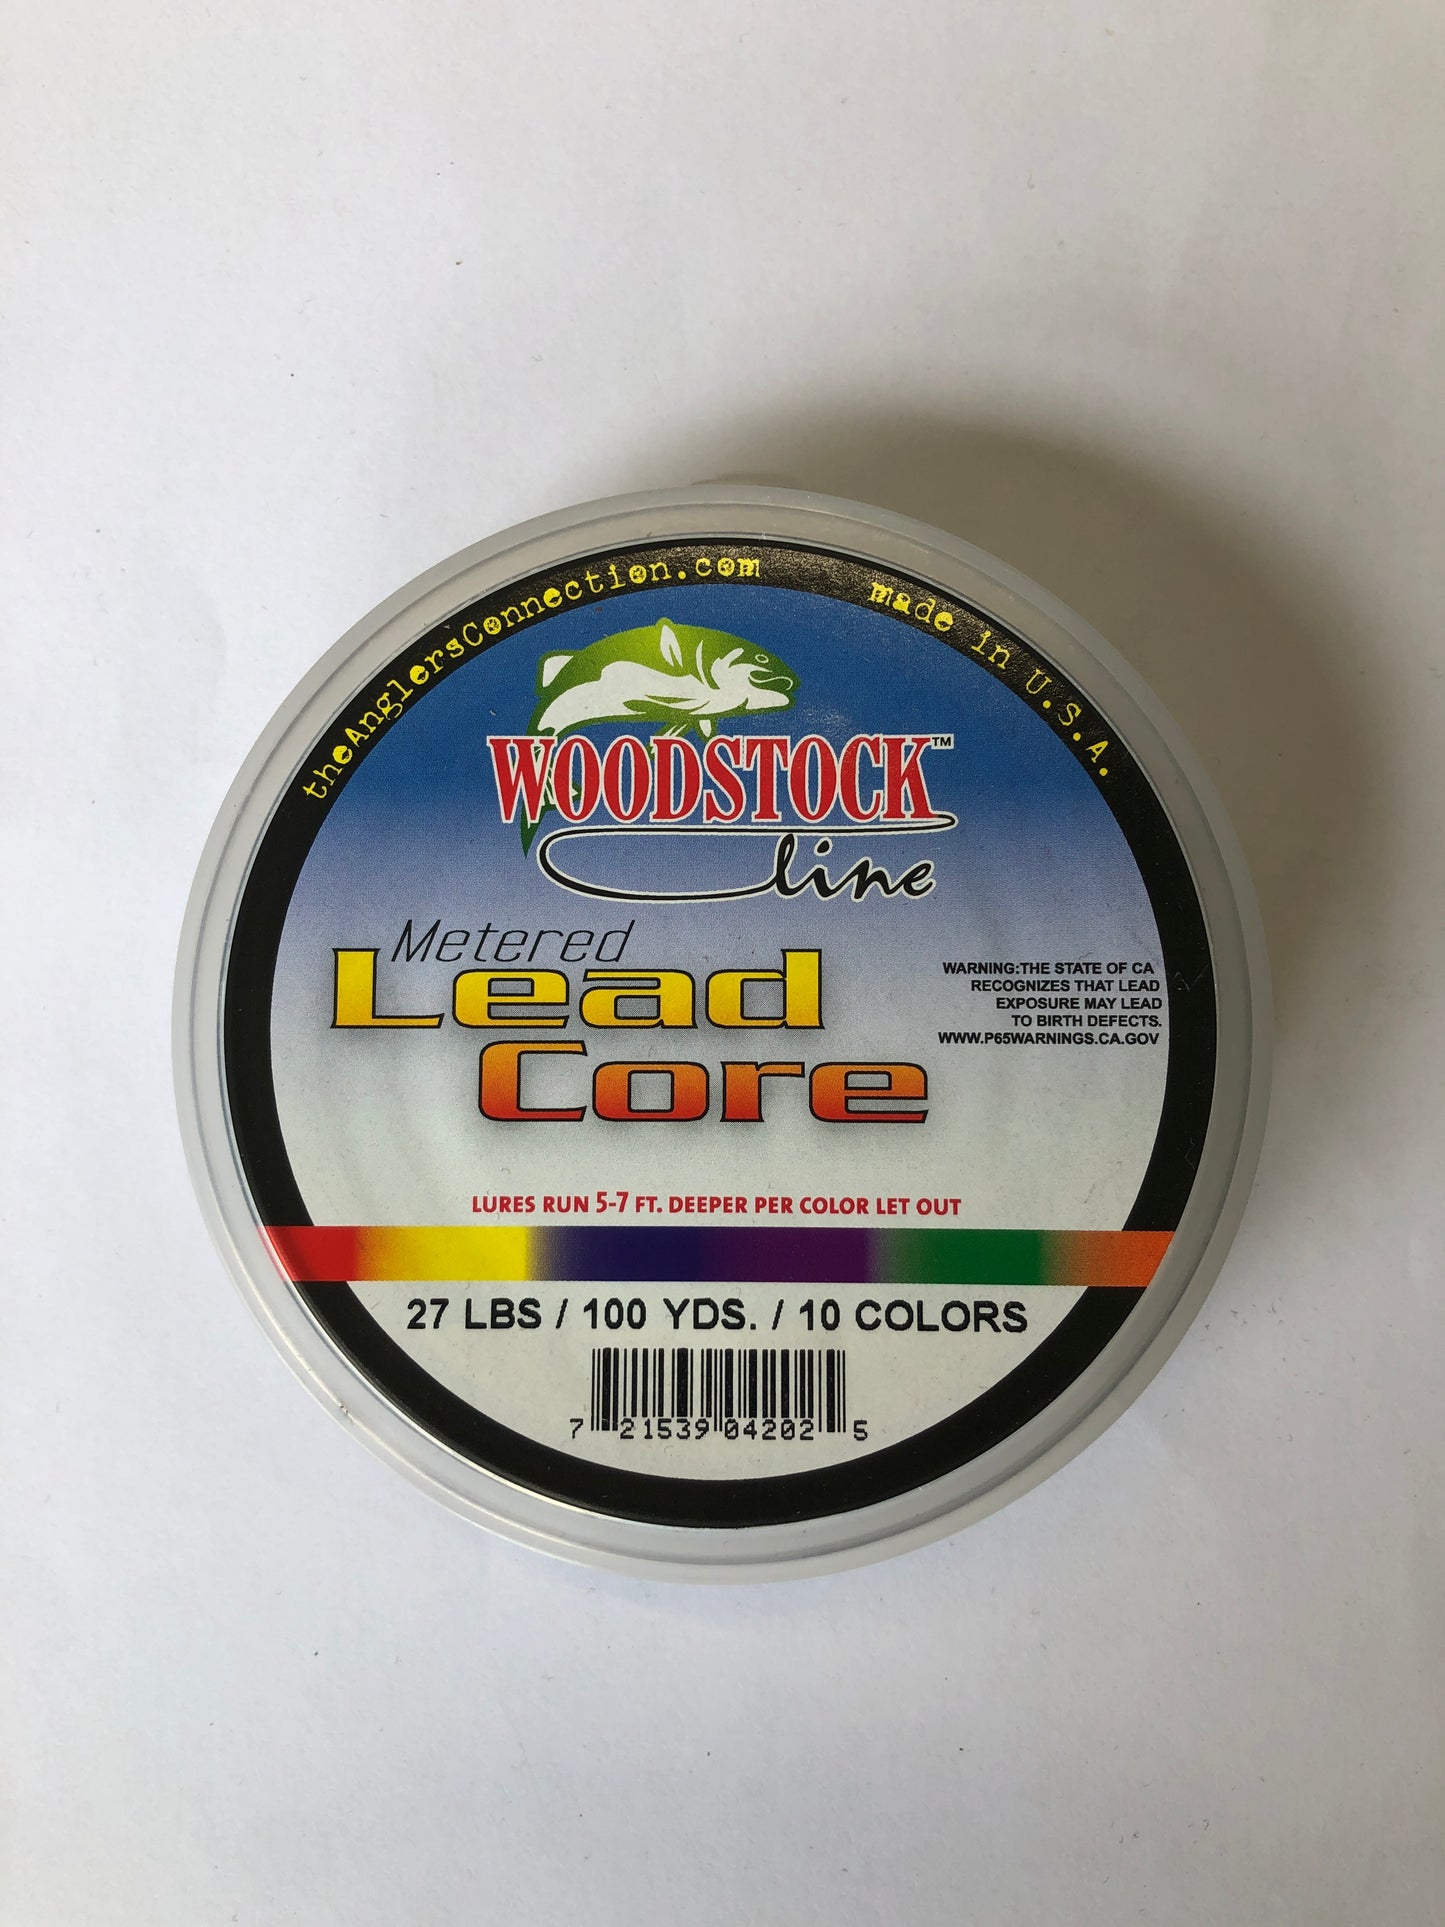 theAnglersConnection.com made in U.S.A.
WOODSTOCK™
line
Metered
Lead
Core
WARNING:THE STATE OF CA
RECOGNIZES THAT LEAD
EXPOSURE MAY LEAD
TO BIRTH DEFECTS.
WWW.P65WARNINGS.CA.GOV
LURES RUN 5-7 FT. DEEPER PER COLOR LET OUT
27 LBS / 100 YDS. / 10 COLORS
7 21539 04202 5